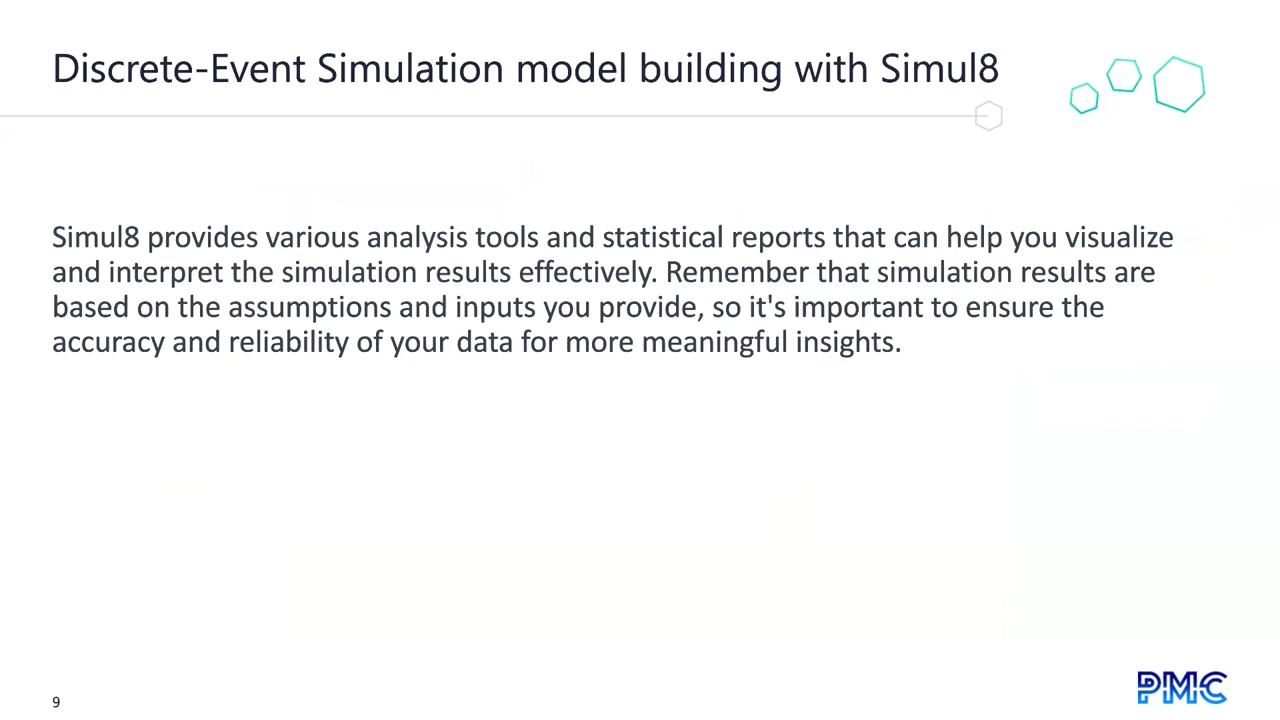 Discrete-Event Simulation model building with Simul8
Simul8 provides various analysis tools and statistical reports that can help you visualize
and interpret the simulation results effectively. Remember that simulation results are
based on the assumptions and inputs you provide, so it's important to ensure the
accuracy and reliability of your data for more meaningful insights.
9
PMC